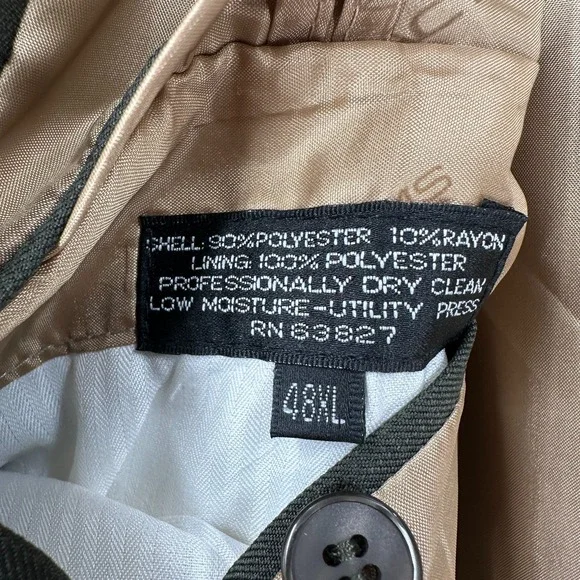 SHELL: 90% POLYESTER 10% RAYON
LINING: 100% POLYESTER
PROFESSIONALLY DRY CLEAN
LOW MOISTURE-UTILITY PRESS
RN 63827
48XL